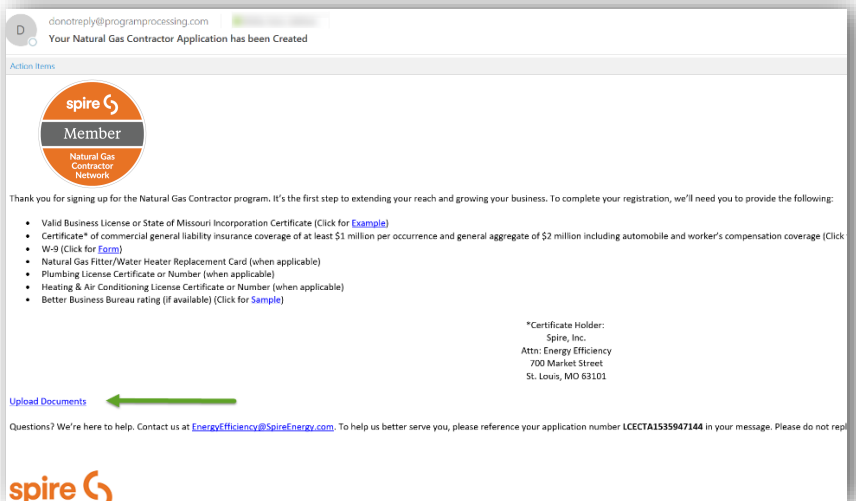 D
donotreply@programprocessing.com
Your Natural Gas Contractor Application has been Created
Action Items
spire
Member
Natural Gas
Contractor
Network
Thank you for signing up for the Natural Gas Contractor program. It's the first step to extending your reach and growing your business. To complete your registration, we'll need you to provide the following:
• Valid Business License or State of Missouri Incorporation Certificate (Click for Example)
• Certificate* of commercial general liability insurance coverage of at least $1 million per occurrence and general aggregate of $2 million including automobile and worker's compensation coverage (Click
• W-9 (Click for Form)
• Natural Gas Fitter/Water Heater Replacement Card (when applicable)
• Plumbing License Certificate or Number (when applicable)
• Heating & Air Conditioning License Certificate or Number (when applicable)
• Better Business Bureau rating (if available) (Click for Sample)
*Certificate Holder:
Spire, Inc.
Attn: Energy Efficiency
700 Market Street
St. Louis, MO 63101
Upload Documents
Questions? We're here to help. Contact us at EnergyEfficiency@SpireEnergy.com. To help us better serve you, please reference your application number LCECTA1535947144 in your message. Please do not repl
spire